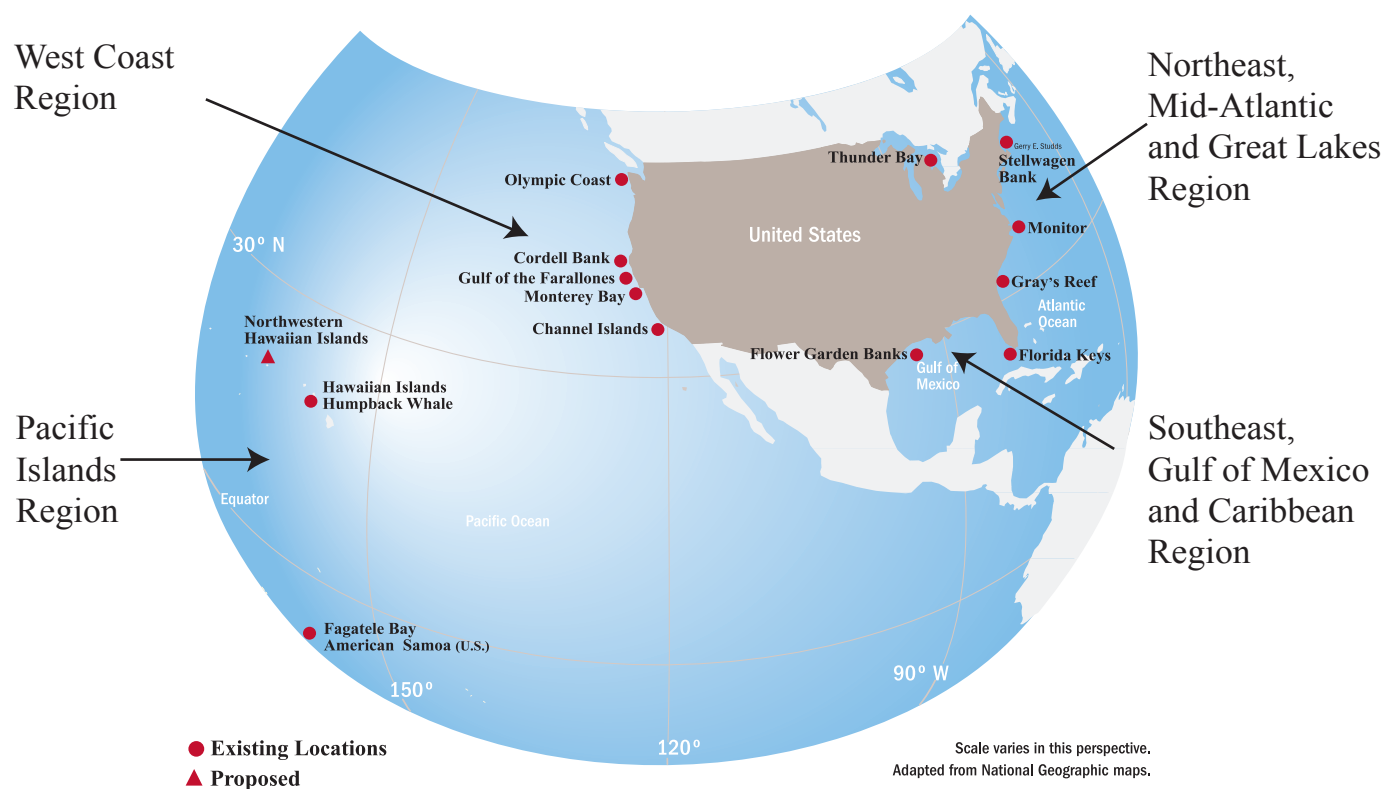 West Coast
Region
Northeast,
Mid-Atlantic
and Great Lakes
Region
Thunder Bay
Gerry E. Studds
Stellwagen
Bank
Olympic Coast
Monitor
United States
30º N
Cordell Bank
Gulf of the Farallones
Monterey Bay
Gray's Reef
Atlantic
Ocean
Northwestern
Hawaiian Islands
Channel Islands
Flower Garden Banks
Florida Keys
Gulf of
Mexico
Hawaiian Islands
Humpback Whale
Pacific
Islands
Region
Southeast,
Gulf of Mexico
and Caribbean
Region
Equator
Pacific Ocean
Fagatele Bay
American Samoa (U.S.)
150º
90º W
120º
Existing Locations
Proposed
Scale varies in this perspective.
Adapted from National Geographic maps.